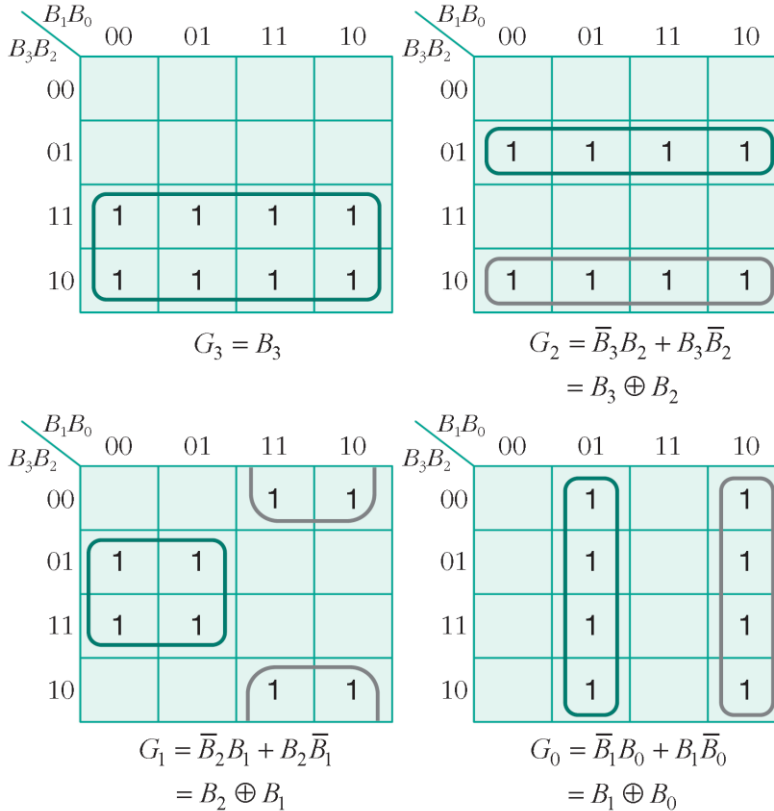 B₁B₀
B₃B₂ 00 01 11 10
00
01
11 1 1 1 1
10 1 1 1 1
G₃ = B₃
B₁B₀
B₃B₂ 00 01 11 10
00
01 1 1 1 1
11
10 1 1 1 1
G₂ = B̅₃B₂ + B₃B̅₂
= B₃ ⊕ B₂
B₁B₀
B₃B₂ 00 01 11 10
00 1 1
01 1 1
11 1 1
10 1 1
G₁ = B̅₂B₁ + B₂B̅₁
= B₂ ⊕ B₁
B₁B₀
B₃B₂ 00 01 11 10
00 1 1
01 1 1
11 1 1
10 1 1
G₀ = B̅₁B₀ + B₁B̅₀
= B₁ ⊕ B₀